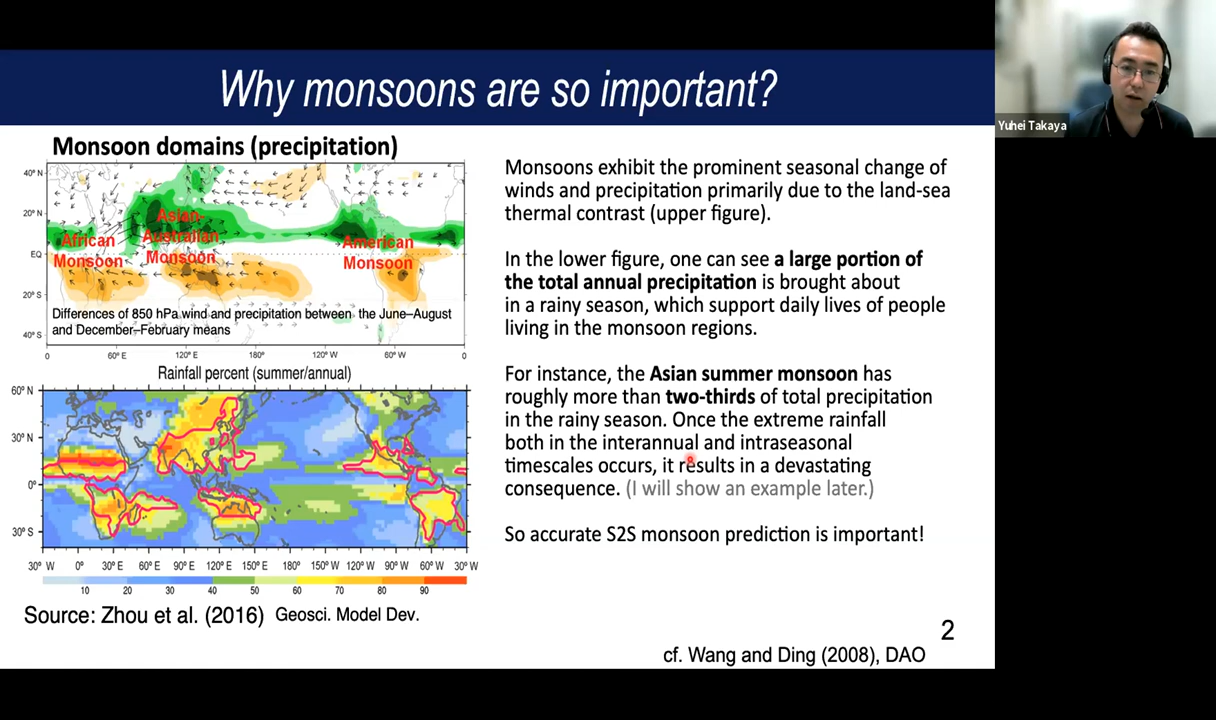 Why monsoons are so important?
Yuhei Takaya
Monsoon domains (precipitation)
40° N
20° N
EQ
20° S
40° S
African
Monsoon
Asian-
Australian
Monsoon
American
Monsoon
Differences of 850 hPa wind and precipitation between the June–August
and December–February means
0 60° E 120° E 180° 120° W 60° W 0
Rainfall percent (summer/annual)
60° N
30° N
0°
30° S
30° W 0° 30° E 60° E 90° E 120° E 150° E 180° 150° W 120° W 90° W 60° W 30° W
10 20 30 40 50 60 70 80 90
Source: Zhou et al. (2016) Geosci. Model Dev.
Monsoons exhibit the prominent seasonal change of
winds and precipitation primarily due to the land-sea
thermal contrast (upper figure).
In the lower figure, one can see a large portion of
the total annual precipitation is brought about
in a rainy season, which support daily lives of people
living in the monsoon regions.
For instance, the Asian summer monsoon has
roughly more than two-thirds of total precipitation
in the rainy season. Once the extreme rainfall
both in the interannual and intraseasonal
timescales occurs, it results in a devastating
consequence. (I will show an example later.)
So accurate S2S monsoon prediction is important!
2
cf. Wang and Ding (2008), DAO